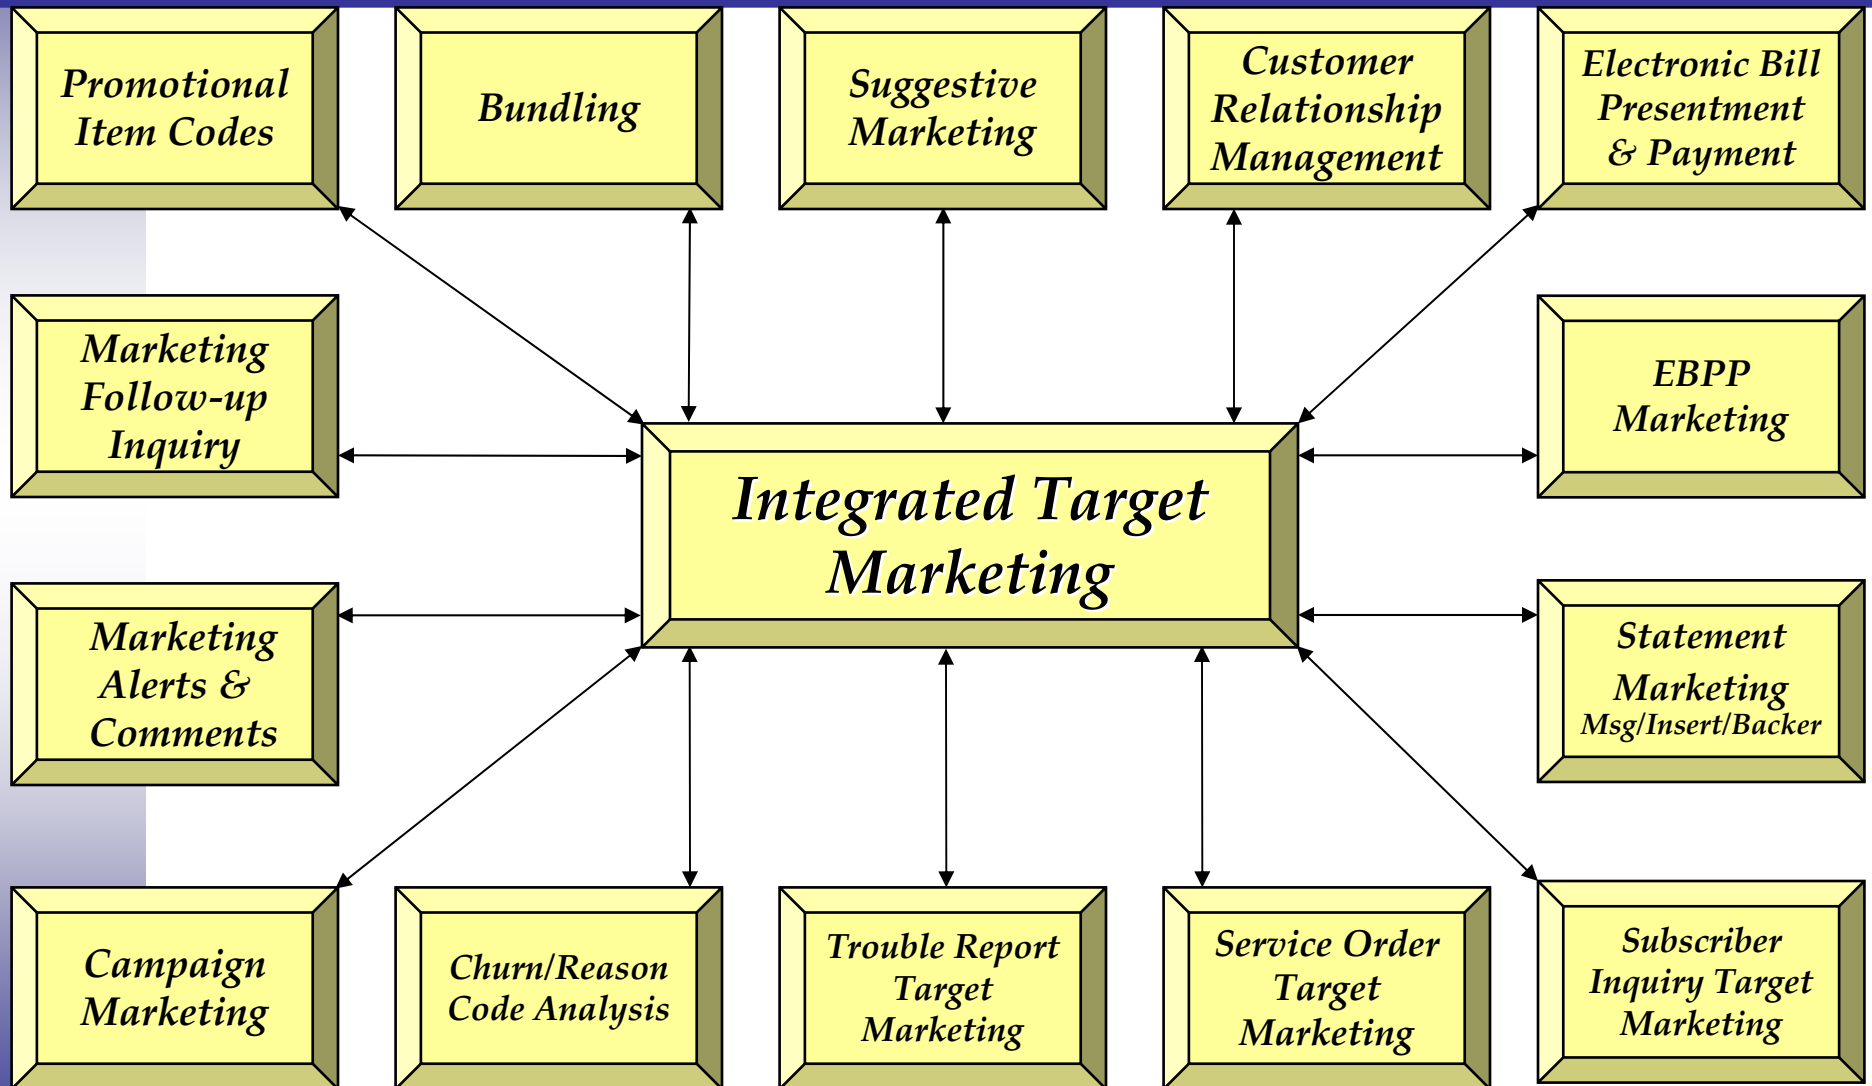 Promotional
Item Codes
Bundling
Suggestive
Marketing
Customer
Relationship
Management
Electronic Bill
Presentment
& Payment
Marketing
Follow-up
Inquiry
EBPP
Marketing
Integrated Target
Marketing
Marketing
Alerts &
Comments
Statement
Marketing
Msg/Insert/Backer
Campaign
Marketing
Churn/Reason
Code Analysis
Trouble Report
Target
Marketing
Service Order
Target
Marketing
Subscriber
Inquiry Target
Marketing